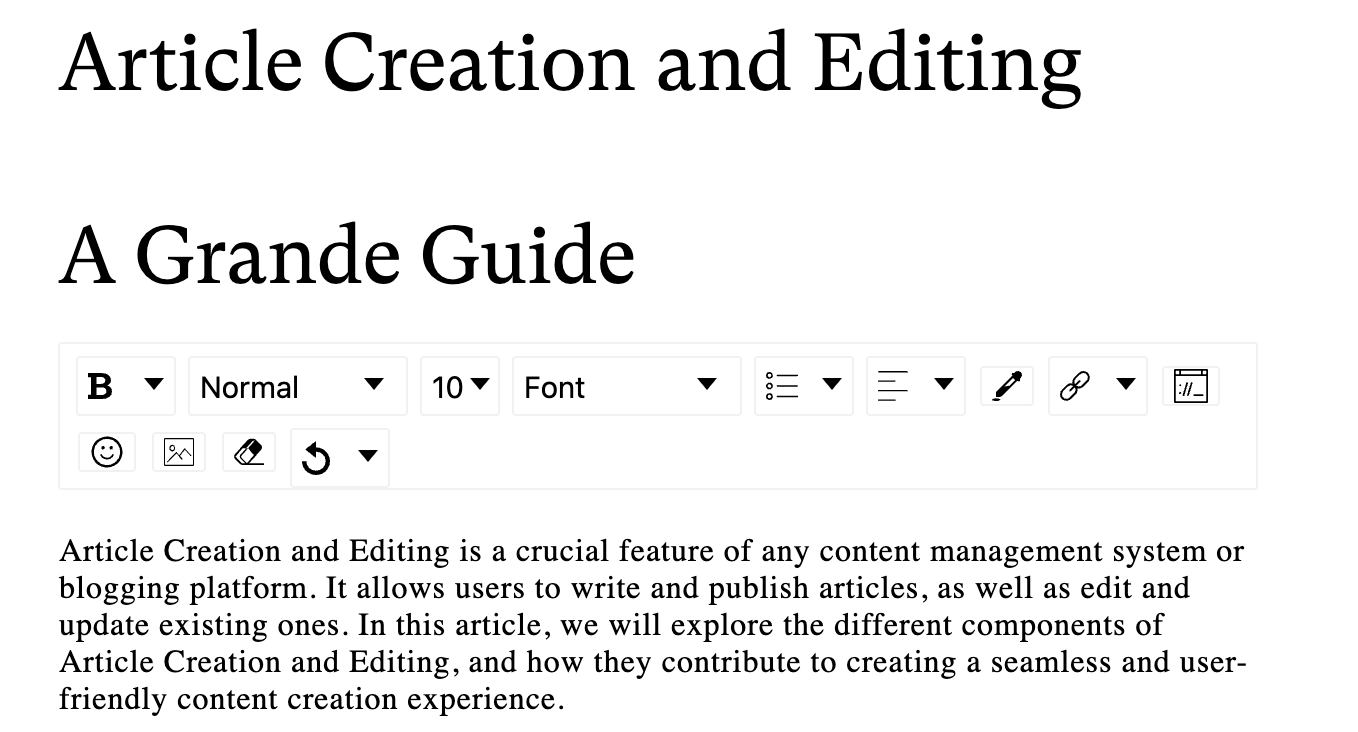 Article Creation and Editing
A Grande Guide
B Normal 10 Font
://_
Article Creation and Editing is a crucial feature of any content management system or
blogging platform. It allows users to write and publish articles, as well as edit and
update existing ones. In this article, we will explore the different components of
Article Creation and Editing, and how they contribute to creating a seamless and user-
friendly content creation experience.